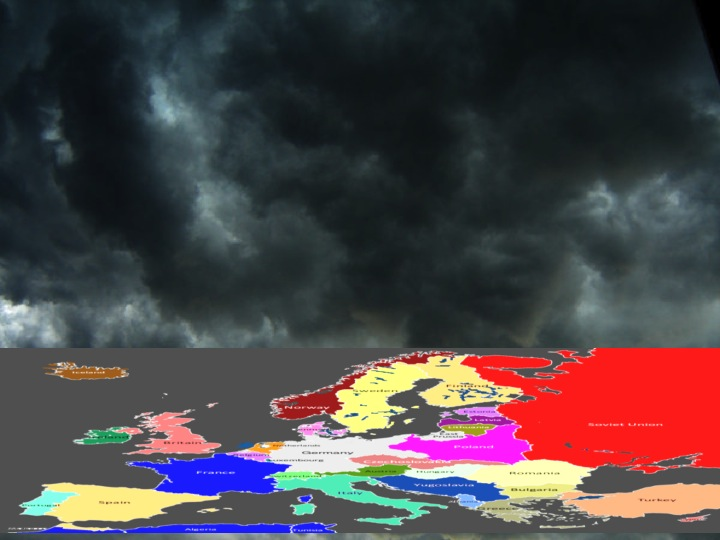 Iceland
Norway
Sweden
Finland
Estonia
Latvia
Lithuania
East
Prussia
Soviet Union
Ireland
Britain
Netherlands
Belgium
Luxembourg
Germany
Poland
Czechoslovakia
France
Switzerland
Austria
Hungary
Romania
Yugoslavia
Bulgaria
Italy
Portugal
Spain
Greece
Turkey
Algeria
Tunisia